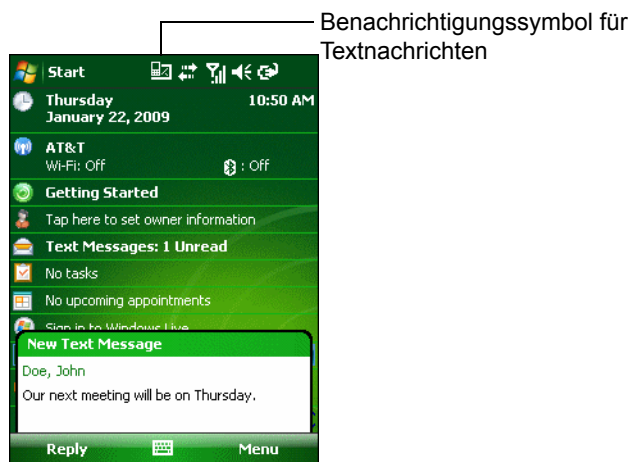 Benachrichtigungssymbol für
Textnachrichten
Start
Thursday 10:50 AM
January 22, 2009
AT&T
Wi-Fi: Off : Off
Getting Started
Tap here to set owner information
Text Messages: 1 Unread
No tasks
No upcoming appointments
Sign in to Windows Live
New Text Message
Doe, John
Our next meeting will be on Thursday.
Reply Menu